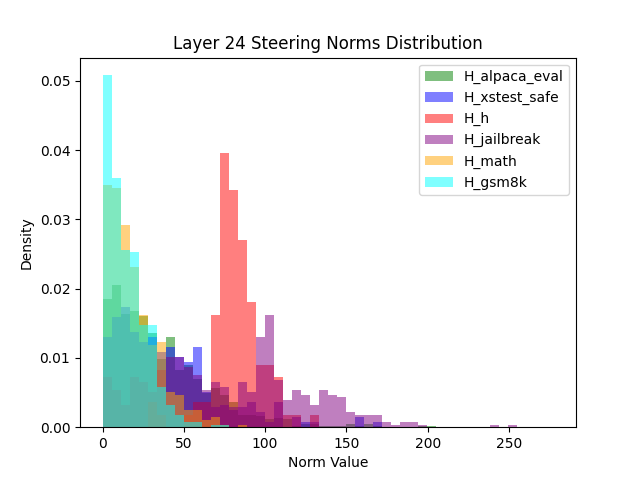 Layer 24 Steering Norms Distribution
H_alpaca_eval
H_xstest_safe
H_h
H_jailbreak
H_math
H_gsm8k
0.05
0.04
0.03
0.02
0.01
0.00
Density
0 50 100 150 200 250
Norm Value